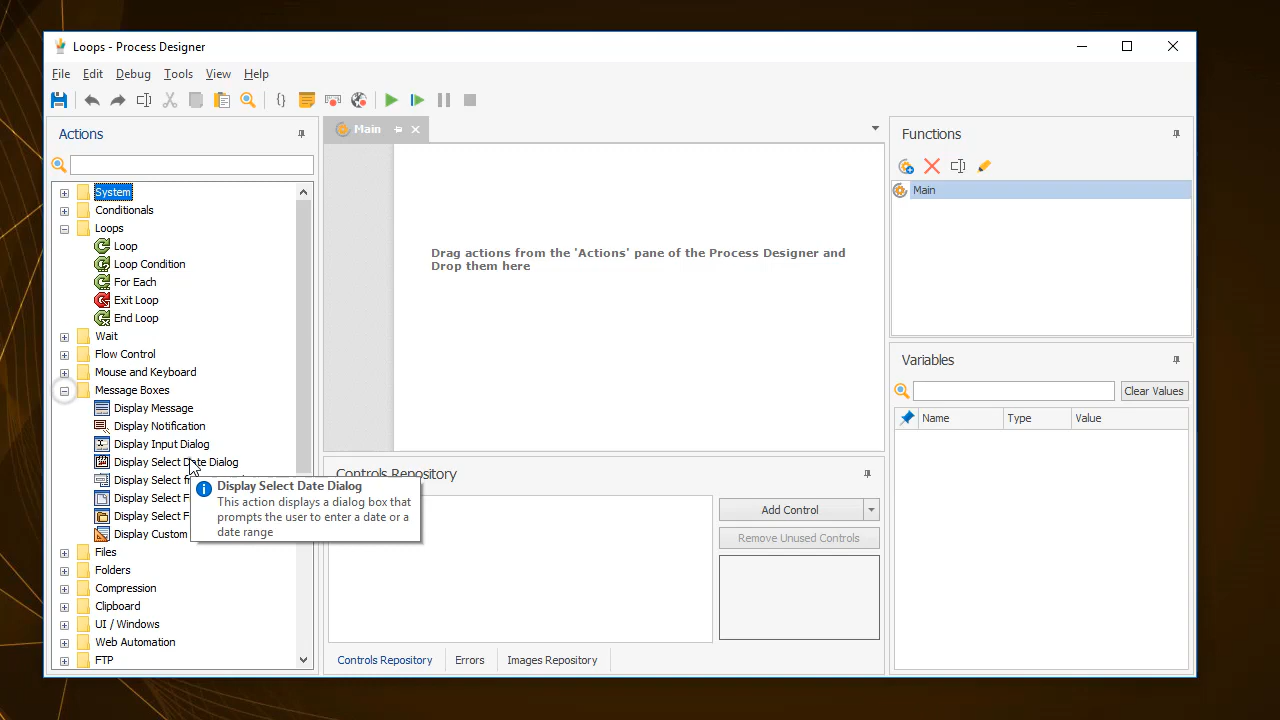 Loops - Process Designer
File Edit Debug Tools View Help
Actions
System
Conditionals
Loops
Loop
Loop Condition
For Each
Exit Loop
End Loop
Wait
Flow Control
Mouse and Keyboard
Message Boxes
Display Message
Display Notification
Display Input Dialog
Display Select Date Dialog
Display Select
Display Select F
Display Select F
Display Custom
Files
Folders
Compression
Clipboard
UI / Windows
Web Automation
FTP
Display Select Date Dialog
This action displays a dialog box that
prompts the user to enter a date or a
date range
Main
Drag actions from the 'Actions' pane of the Process Designer and
Drop them here
Controls Repository
Add Control
Remove Unused Controls
Controls Repository Errors Images Repository
Functions
Main
Variables
Clear Values
Name Type Value